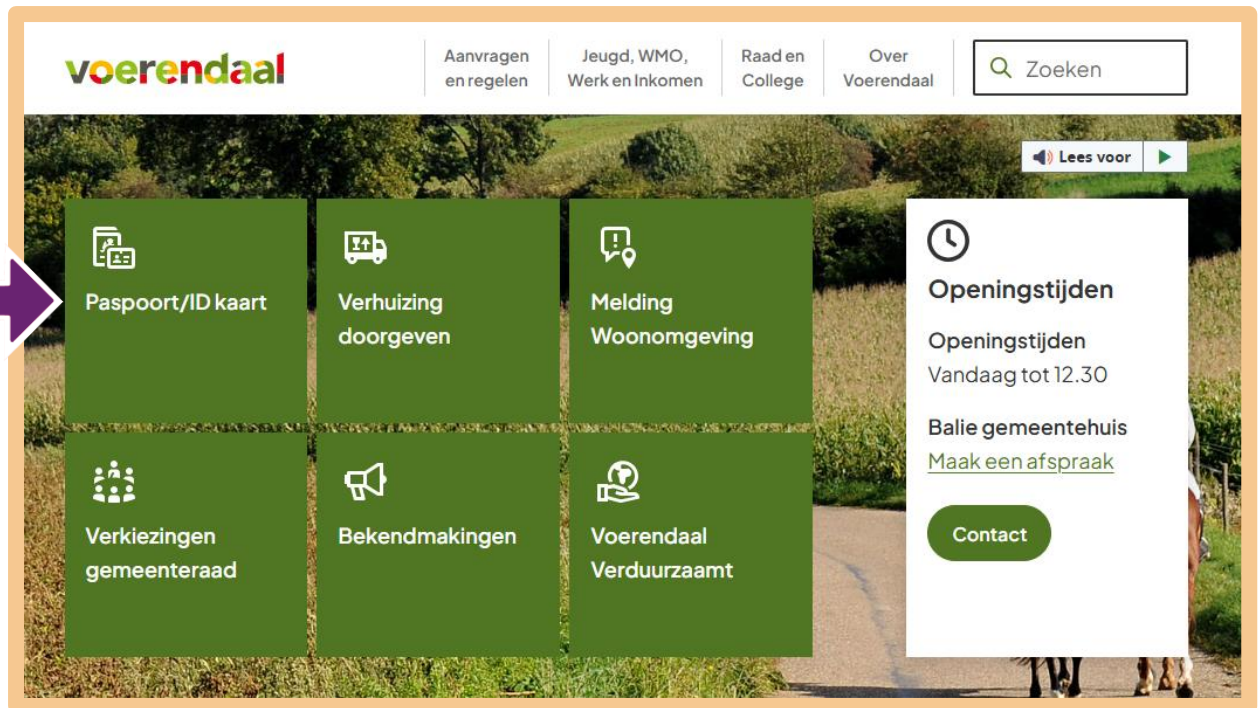 voerendaal
Aanvragen
en regelen
Jeugd, WMO,
Werk en Inkomen
Raad en
College
Over
Voerendaal
Zoeken
Lees voor
Paspoort/ID kaart
Verhuizing
doorgeven
Melding
Woonomgeving
Verkiezingen
gemeenteraad
Bekendmakingen
Voerendaal
Verduurzaamt
Openingstijden
Openingstijden
Vandaag tot 12.30
Balie gemeentehuis
Maak een afspraak
Contact